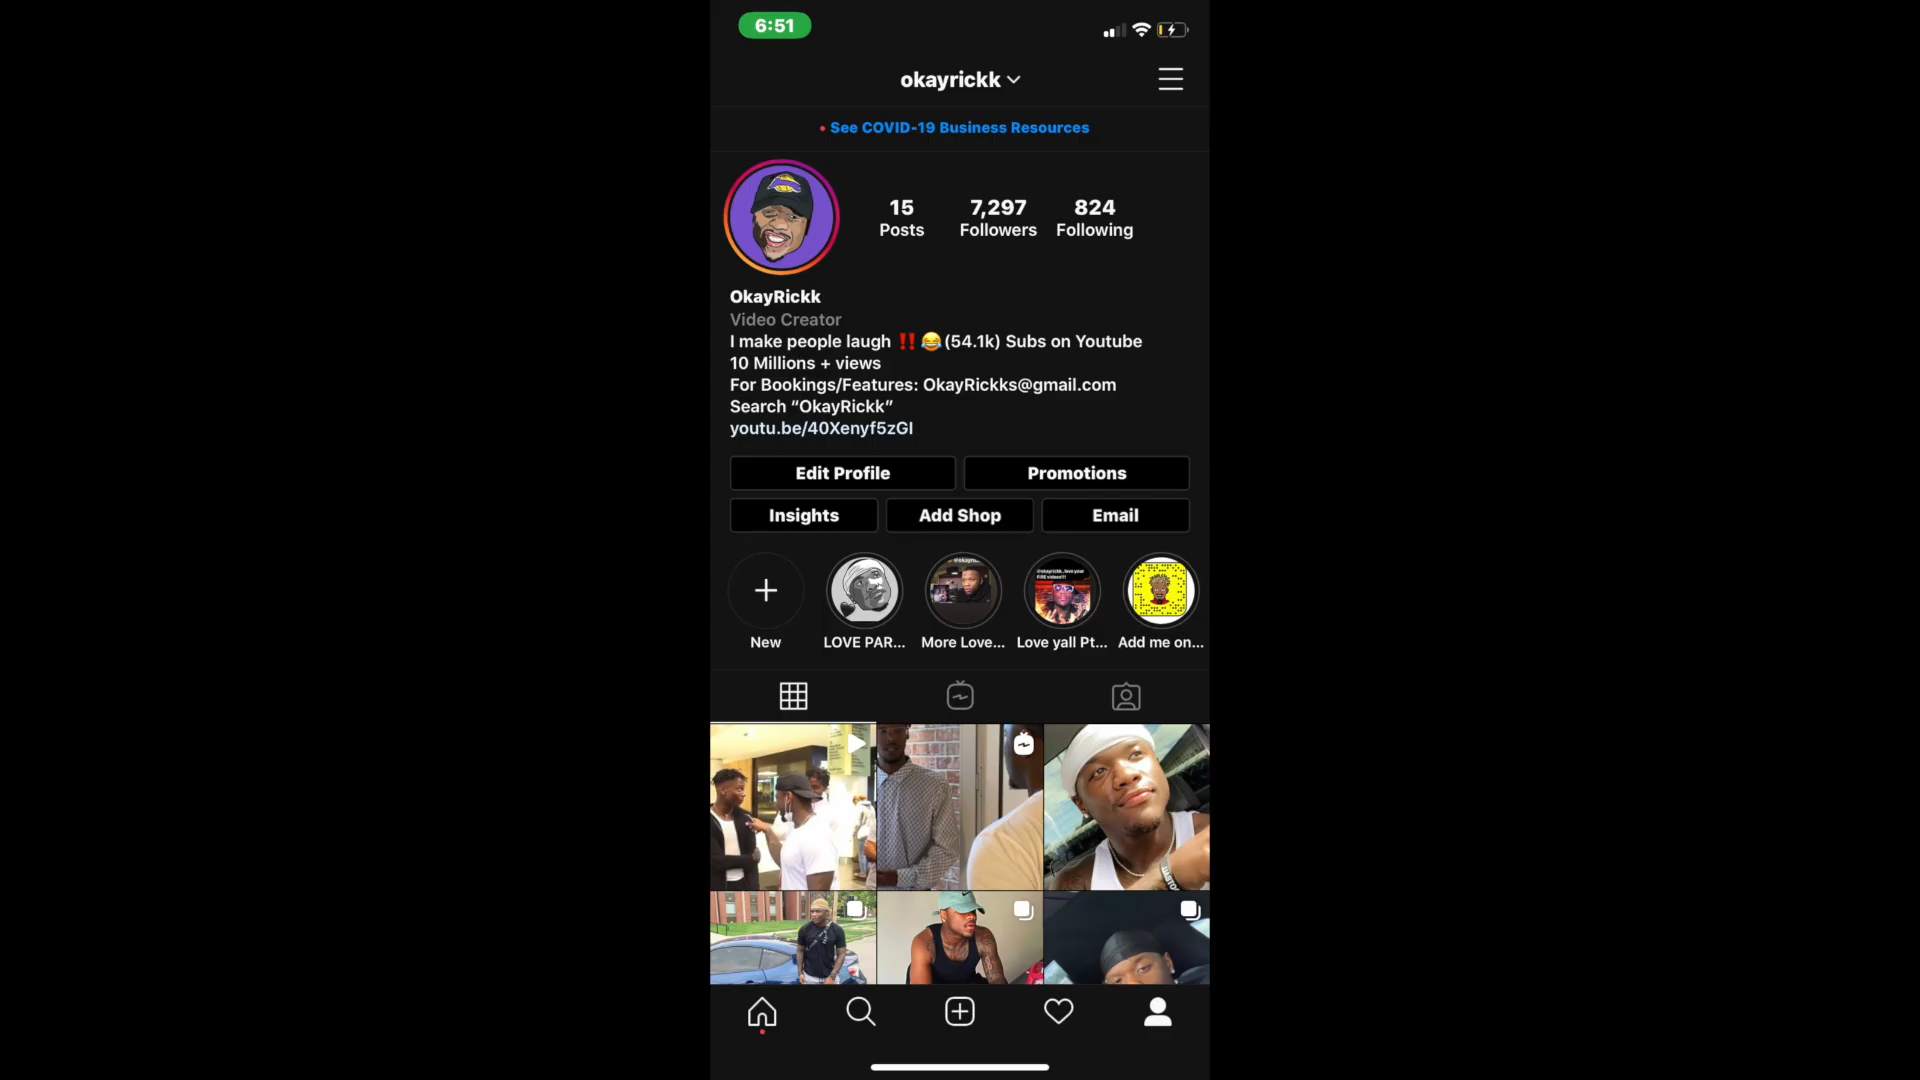 6:51
okayrickk
• See COVID-19 Business Resources
15
Posts
7,297
Followers
824
Following
OkayRickk
Video Creator
I make people laugh ‼️😂(54.1k) Subs on Youtube
10 Millions + views
For Bookings/Features: OkayRickks@gmail.com
Search “OkayRickk”
youtu.be/40Xenyf5zGI
Edit Profile
Promotions
Insights
Add Shop
Email
New
LOVE PAR...
More Love...
Love yall Pt...
Add me on...